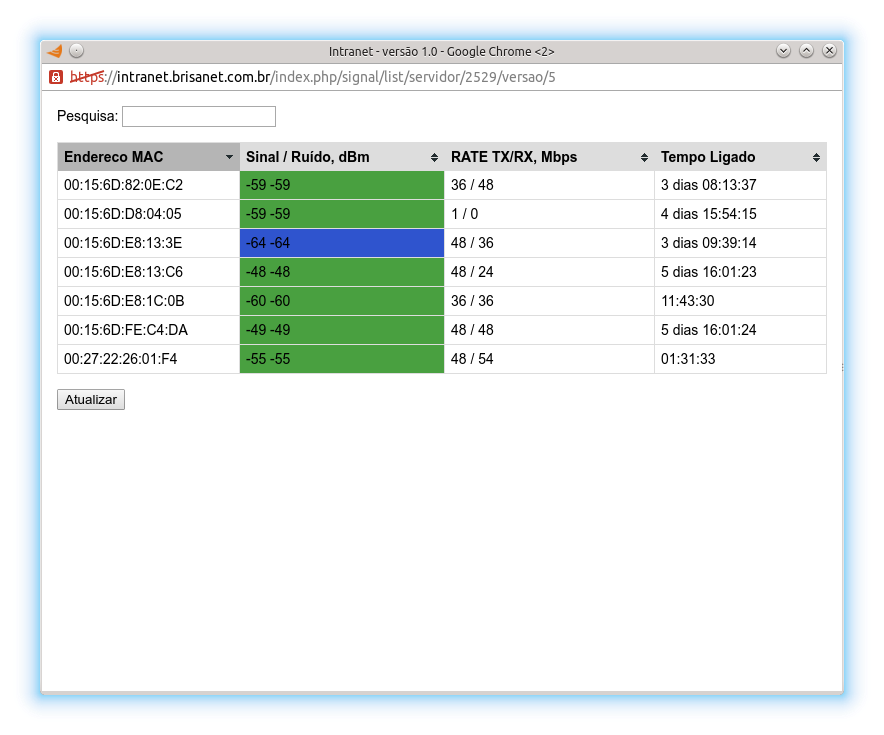 Intranet - versão 1.0 - Google Chrome <2>
https://intranet.brisanet.com.br/index.php/signal/list/servidor/2529/versao/5
Pesquisa:
Endereco MAC Sinal / Ruído, dBm RATE TX/RX, Mbps Tempo Ligado
00:15:6D:82:0E:C2 -59 -59 36 / 48 3 dias 08:13:37
00:15:6D:D8:04:05 -59 -59 1 / 0 4 dias 15:54:15
00:15:6D:E8:13:3E -64 -64 48 / 36 3 dias 09:39:14
00:15:6D:E8:13:C6 -48 -48 48 / 24 5 dias 16:01:23
00:15:6D:E8:1C:0B -60 -60 36 / 36 11:43:30
00:15:6D:FE:C4:DA -49 -49 48 / 48 5 dias 16:01:24
00:27:22:26:01:F4 -55 -55 48 / 54 01:31:33
Atualizar